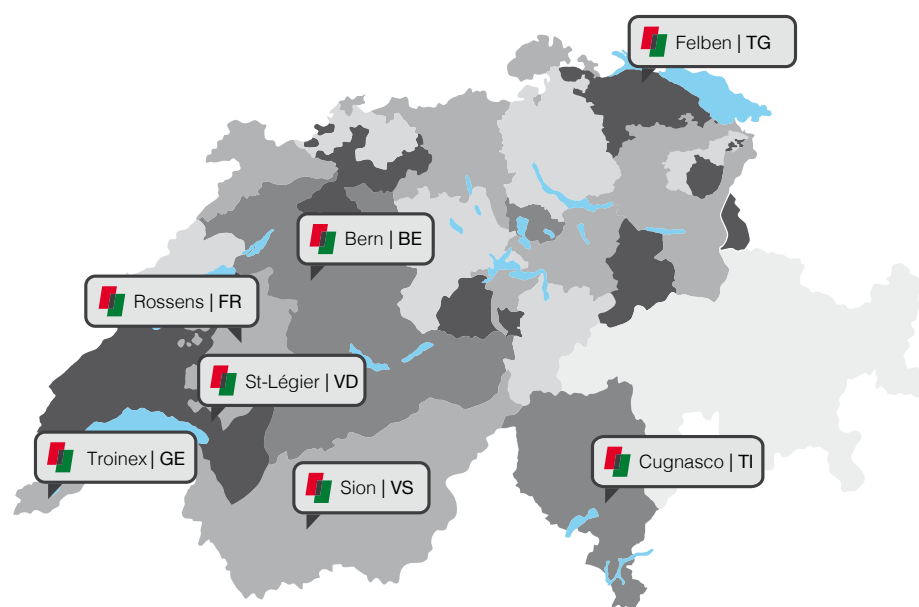 Felben | TG
Bern | BE
Rossens | FR
St-Légier | VD
Troinex | GE
Sion | VS
Cugnasco | TI